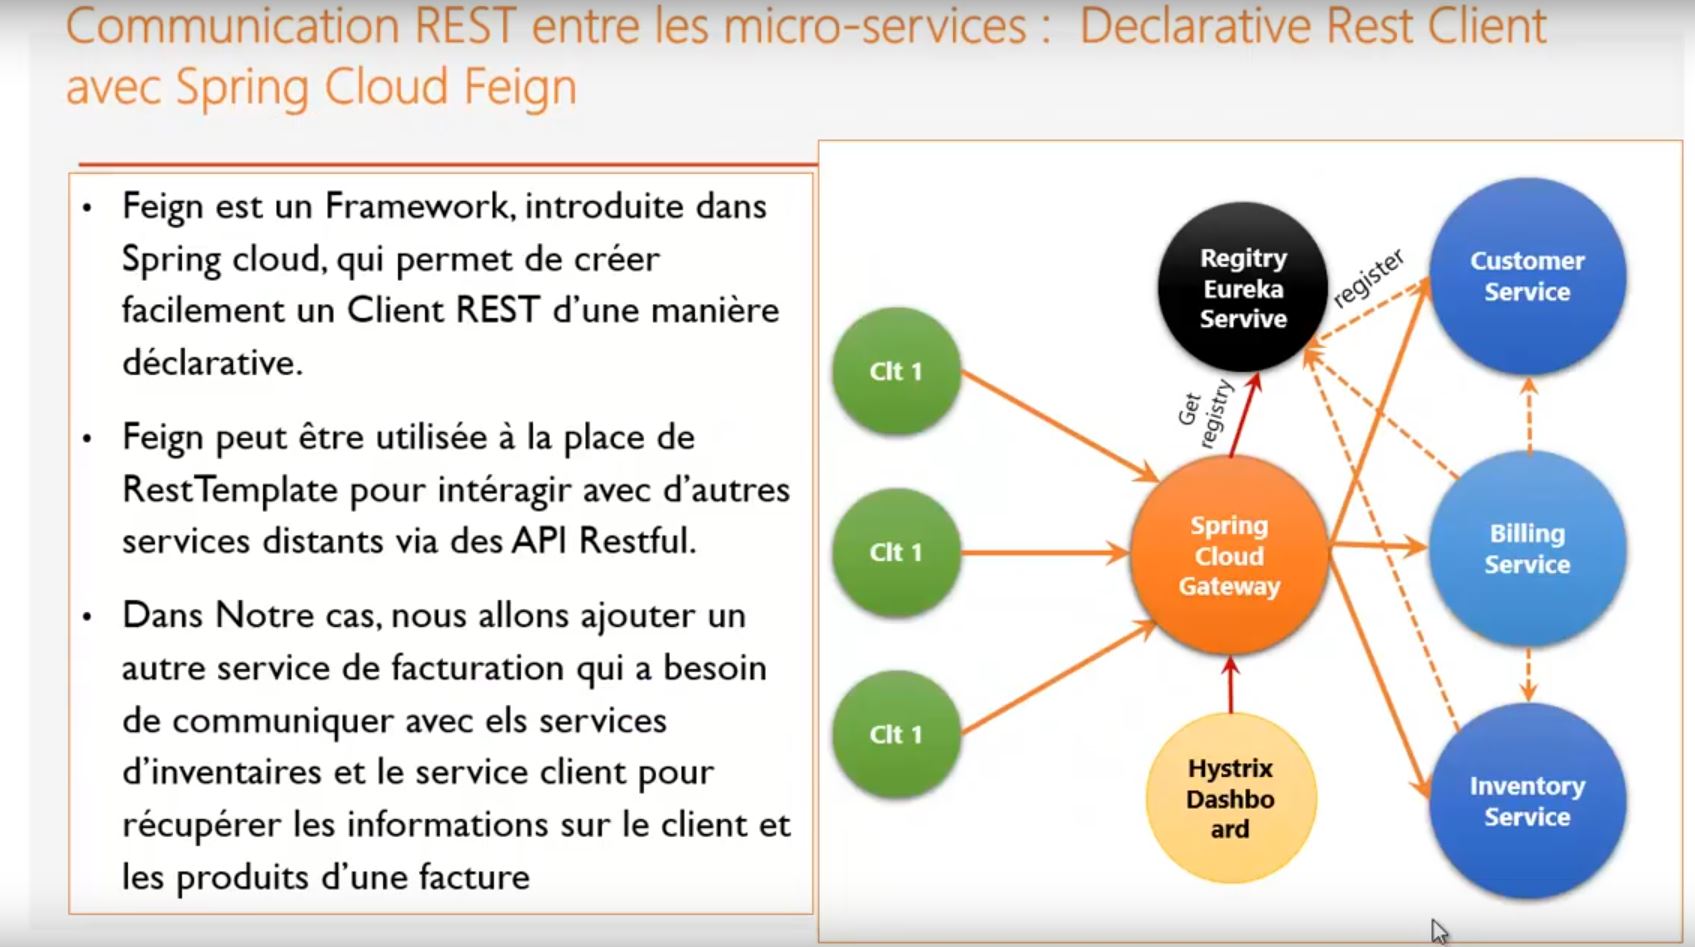 Communication REST entre les micro-services : Declarative Rest Client
avec Spring Cloud Feign
• Feign est un Framework, introduite dans
Spring cloud, qui permet de créer
facilement un Client REST d'une manière
déclarative.
• Feign peut être utilisée à la place de
RestTemplate pour intéragir avec d'autres
services distants via des API Restful.
• Dans Notre cas, nous allons ajouter un
autre service de facturation qui a besoin
de communiquer avec els services
d'inventaires et le service client pour
récupérer les informations sur le client et
les produits d'une facture
Clt 1
Clt 1
Clt 1
Regitry
Eureka
Servive
register
Get
registry
Spring
Cloud
Gateway
Hystrix
Dashbo
ard
Customer
Service
Billing
Service
Inventory
Service